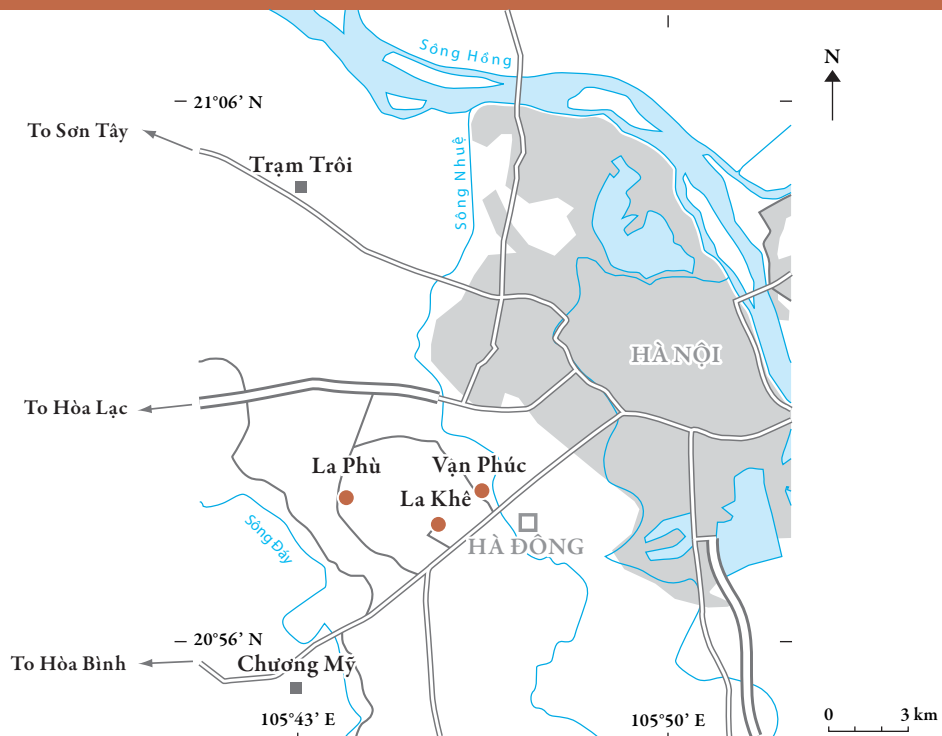 Sông Hồng
N
21°06’ N
To Sơn Tây
Trạm Trôi
Sông Nhuệ
HÀ NỘI
To Hòa Lạc
La Phù
Vạn Phúc
La Khê
Sông Đáy
HÀ ĐÔNG
20°56’ N
To Hòa Bình
Chương Mỹ
105°43’ E
105°50’ E
0 3 km